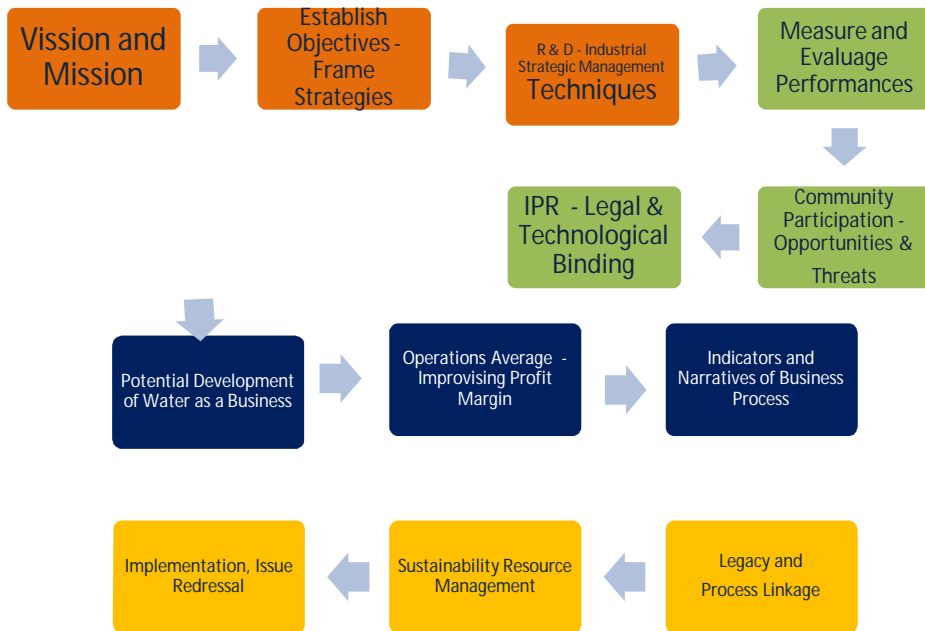 Vission and
Mission
Establish
Objectives -
Frame
Strategies
R & D - Industrial
Strategic Management
Techniques
Measure and
Evaluage
Performances
IPR - Legal &
Technological
Binding
Community
Participation -
Opportunities &
Threats
Potential Development
of Water as a Business
Operations Average -
Improvising Profit
Margin
Indicators and
Narratives of Business
Process
Implementation, Issue
Redressal
Sustainability Resource
Management
Legacy and
Process Linkage